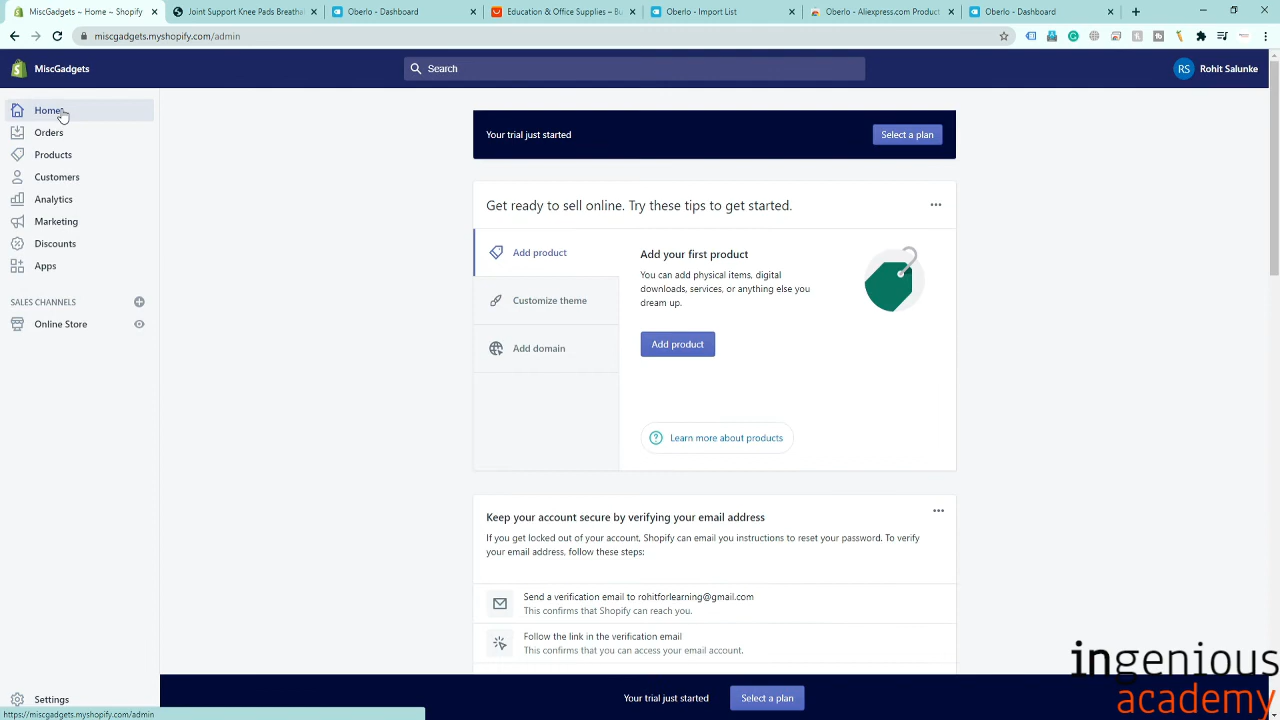 MiscGadgets ~ Home ~ Shopify
Joint Support Knee Pads Breathal
Oberlo - Dashboard
Education & Office Supplies – Bu
Oberlo - Import List
Oberlo - Aliexpress.com Product
Oberlo - Dashboard
miscgadgets.myshopify.com/admin
MiscGadgets
Search
RS
Rohit Salunke
Home
Orders
Products
Customers
Analytics
Marketing
Discounts
Apps
SALES CHANNELS
Online Store
Settings
https://miscgadgets.myshopify.com/admin
Your trial just started
Select a plan
Get ready to sell online. Try these tips to get started.
Add product
Customize theme
Add domain
Add your first product
You can add physical items, digital
downloads, services, or anything else you
dream up.
Add product
Learn more about products
Keep your account secure by verifying your email address
If you get locked out of your account, Shopify can email you instructions to reset your password. To verify
your email address, follow these steps:
Send a verification email to rohitforlearning@gmail.com
This confirms that Shopify can reach you.
Follow the link in the verification email
This confirms that you can access your email account.
Your trial just started
Select a plan
ingenious
academy